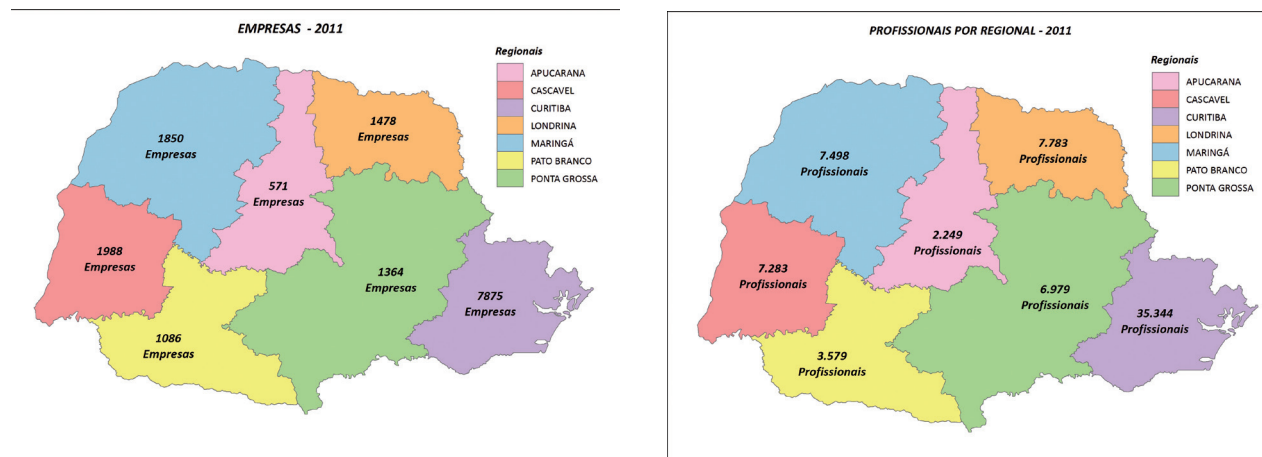 EMPRESAS - 2011
Regionais
APUCARANA
CASCAVEL
CURITIBA
LONDRINA
MARINGÁ
PATO BRANCO
PONTA GROSSA
1850
Empresas
1478
Empresas
571
Empresas
1988
Empresas
1364
Empresas
7875
Empresas
1086
Empresas
PROFISSIONAIS POR REGIONAL - 2011
Regionais
APUCARANA
CASCAVEL
CURITIBA
LONDRINA
MARINGÁ
PATO BRANCO
PONTA GROSSA
7.498
Profissionais
7.783
Profissionais
2.249
Profissionais
7.283
Profissionais
6.979
Profissionais
35.344
Profissionais
3.579
Profissionais